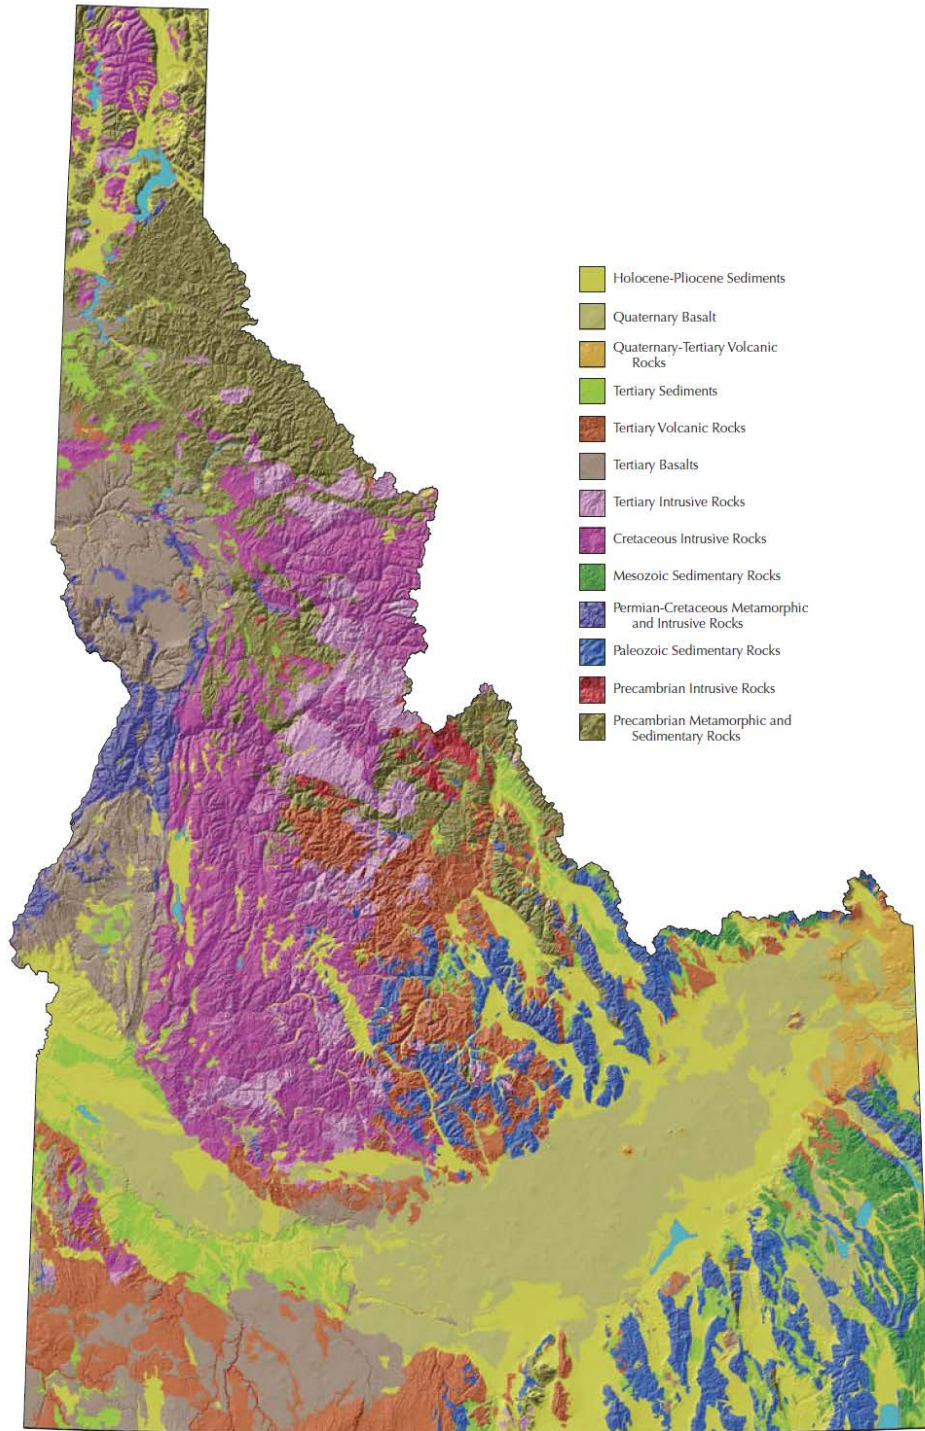 Holocene-Pliocene Sediments
Quaternary Basalt
Quaternary-Tertiary Volcanic
Rocks
Tertiary Sediments
Tertiary Volcanic Rocks
Tertiary Basalts
Tertiary Intrusive Rocks
Cretaceous Intrusive Rocks
Mesozoic Sedimentary Rocks
Permian-Cretaceous Metamorphic
and Intrusive Rocks
Paleozoic Sedimentary Rocks
Precambrian Intrusive Rocks
Precambrian Metamorphic and
Sedimentary Rocks